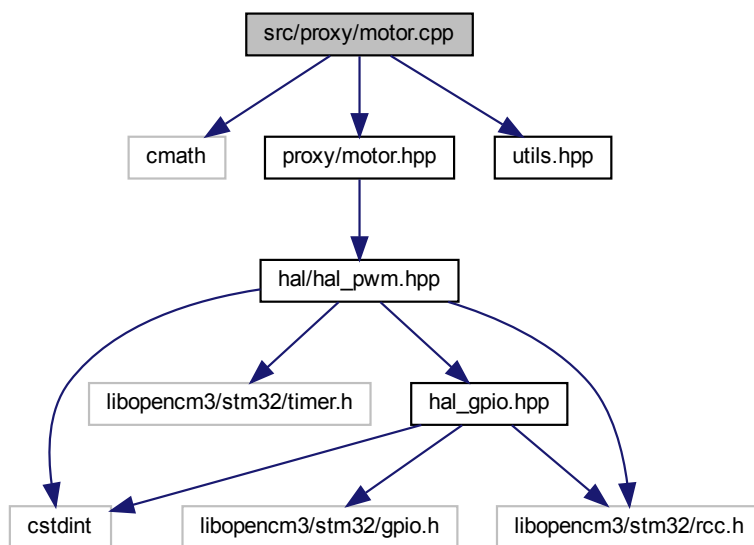 src/proxy/motor.cpp
cmath
proxy/motor.hpp
utils.hpp
hal/hal_pwm.hpp
libopencm3/stm32/timer.h
hal_gpio.hpp
cstdint
libopencm3/stm32/gpio.h
libopencm3/stm32/rcc.h